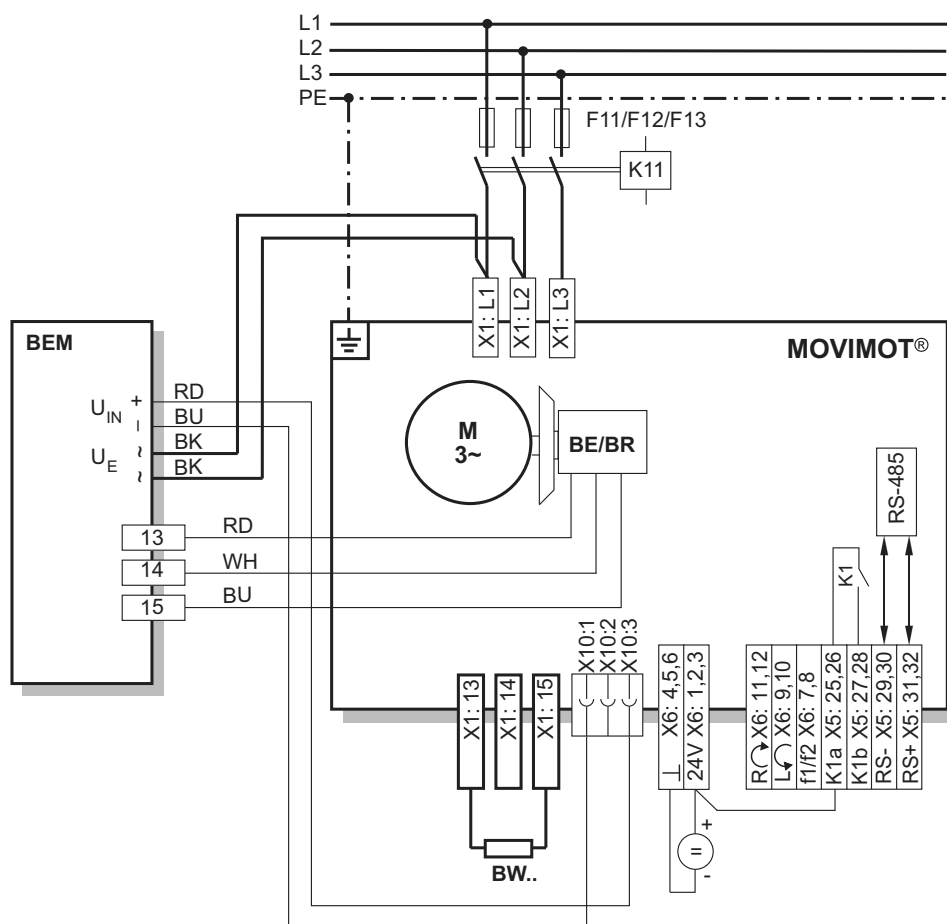 L1
L2
L3
PE
F11/F12/F13
K11
X1: L1
X1: L2
X1: L3
BEM
MOVIMOT®
UIN
+
–
RD
BU
UE
~
~
BK
BK
M
3~
BE/BR
RS-485
13
RD
14
WH
15
BU
K1
X10:1
X10:2
X10:3
X1: 13
X1: 14
X1: 15
⊥ X6: 4,5,6
24V X6: 1,2,3
R X6: 11,12
L X6: 9,10
f1/f2 X6: 7,8
K1a X5: 25,26
K1b X5: 27,28
RS- X5: 29,30
RS+ X5: 31,32
+
=
-
BW..